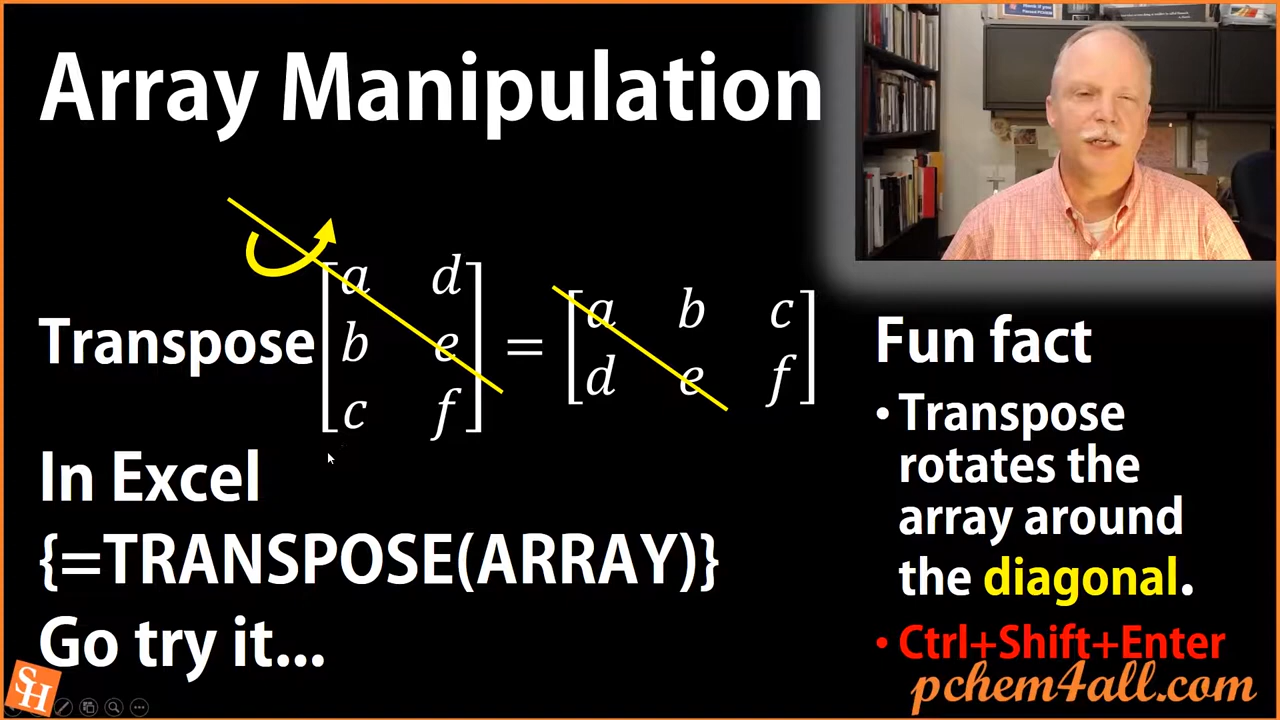 Array Manipulation
Transpose [a d; b e; c f] = [a b c; d e f]
In Excel
{=TRANSPOSE(ARRAY)}
Go try it...
Fun fact
• Transpose
rotates the
array around
the diagonal.
• Ctrl+Shift+Enter
pchem4all.com
SH